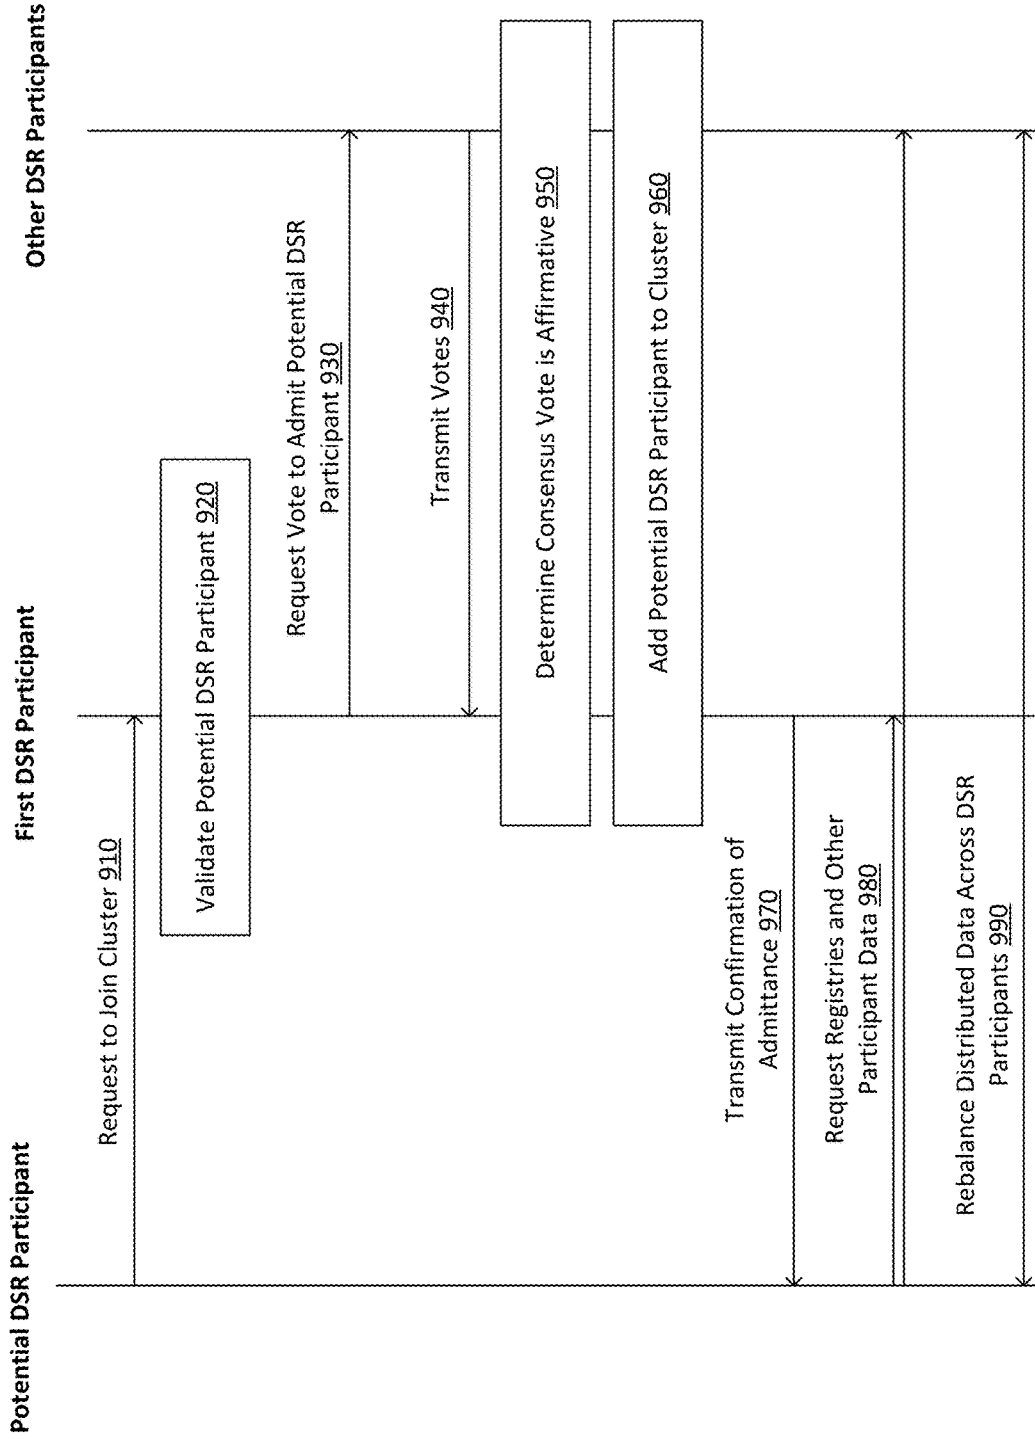 Potential DSR Participant
First DSR Participant
Other DSR Participants
Request to Join Cluster 910
Validate Potential DSR Participant 920
Request Vote to Admit Potential DSR
Participant 930
Transmit Votes 940
Determine Consensus Vote is Affirmative 950
Add Potential DSR Participant to Cluster 960
Transmit Confirmation of
Admittance 970
Request Registries and Other
Participant Data 980
Rebalance Distributed Data Across DSR
Participants 990